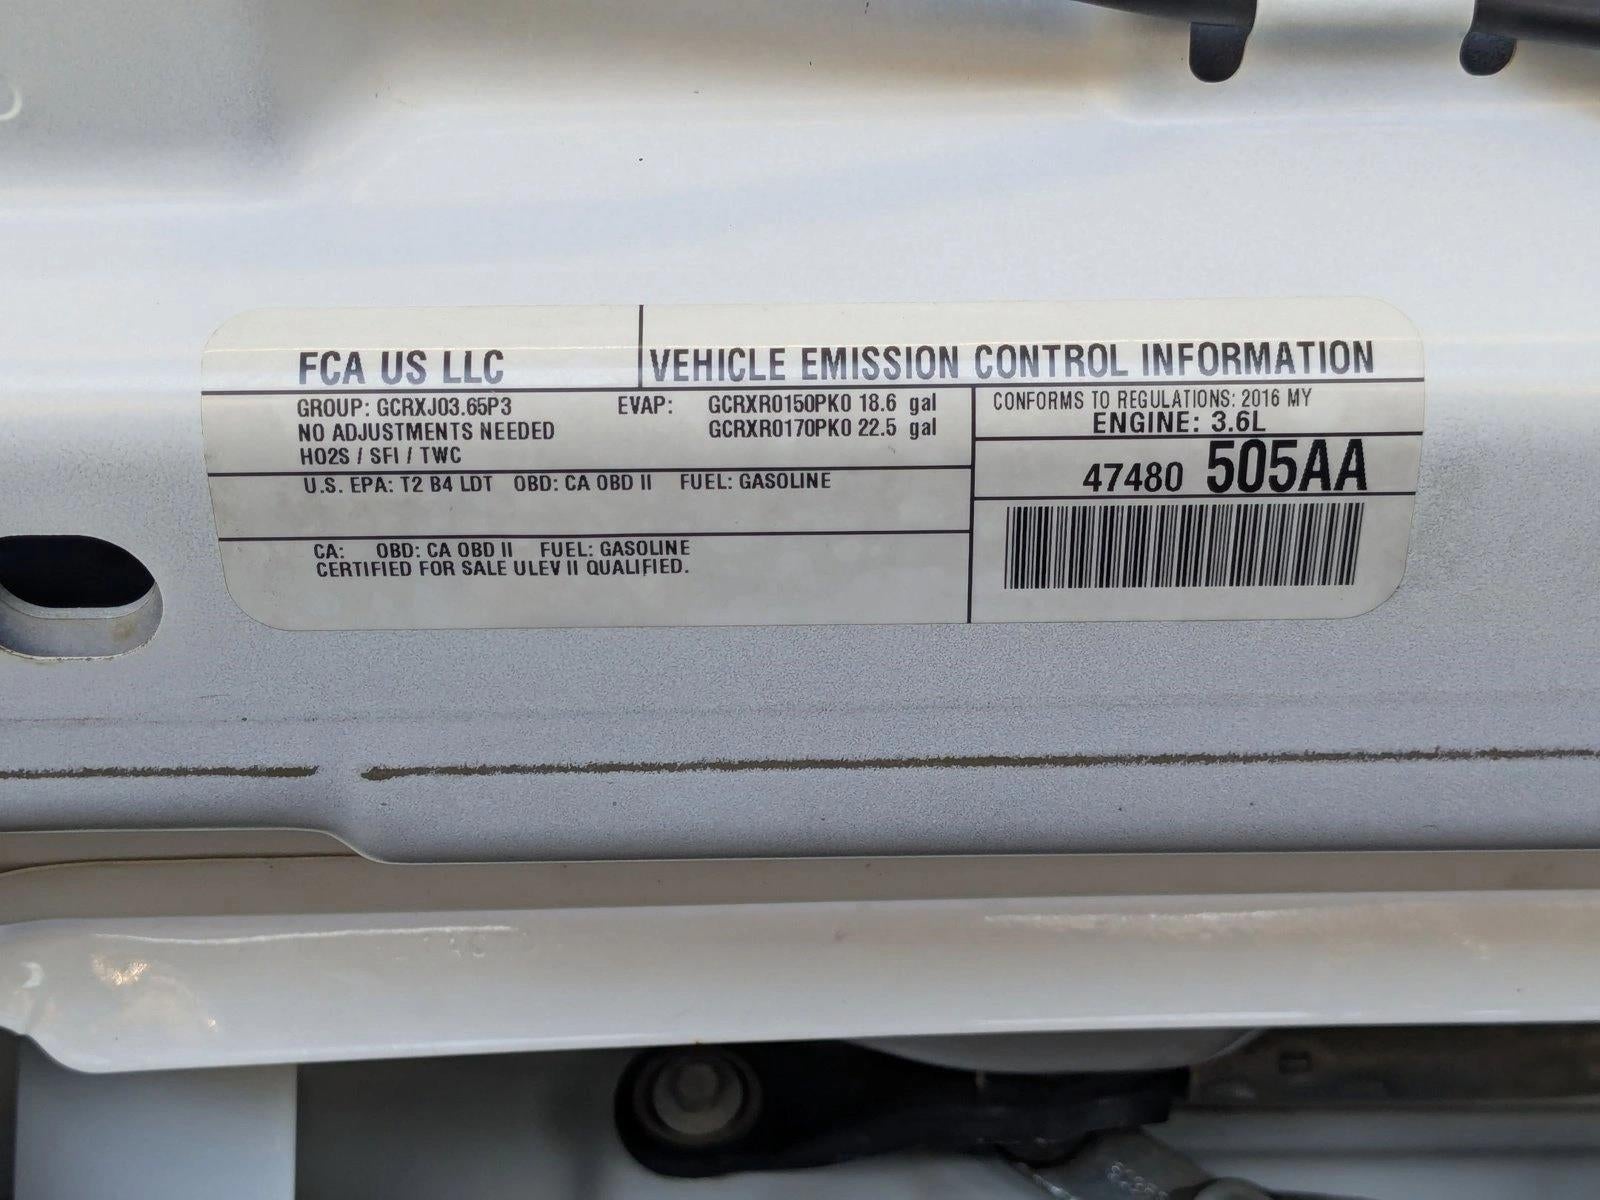 FCA US LLC
VEHICLE EMISSION CONTROL INFORMATION
GROUP: GCRXJ03.65P3
NO ADJUSTMENTS NEEDED
HO2S / SFI / TWC
EVAP: GCRXR0150PK0 18.6 gal
GCRXR0170PK0 22.5 gal
CONFORMS TO REGULATIONS: 2016 MY
ENGINE: 3.6L
47480 505AA
U.S. EPA: T2 B4 LDT OBD: CA OBD II FUEL: GASOLINE
CA: OBD: CA OBD II FUEL: GASOLINE
CERTIFIED FOR SALE ULEV II QUALIFIED.